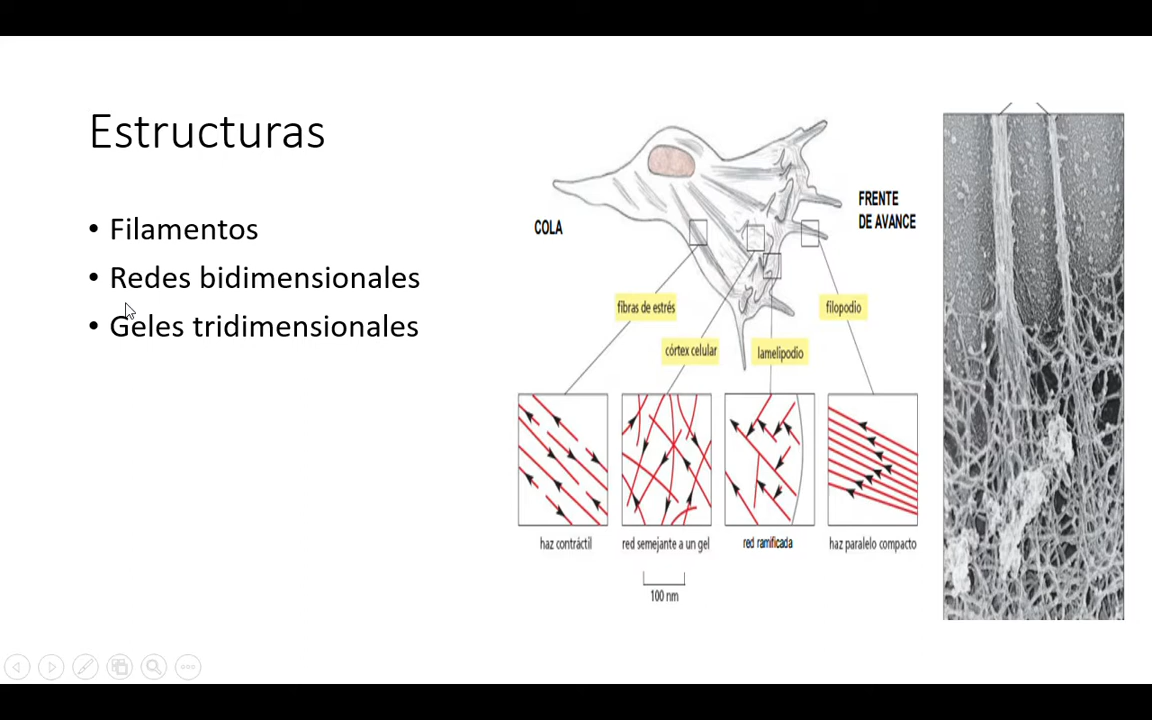 Estructuras
• Filamentos
• Redes bidimensionales
• Geles tridimensionales
COLA
FRENTE
DE AVANCE
fibras de estrés
filopodio
córtex celular
lamelipodio
haz contráctil
red semejante a un gel
red ramificada
haz paralelo compacto
100 nm